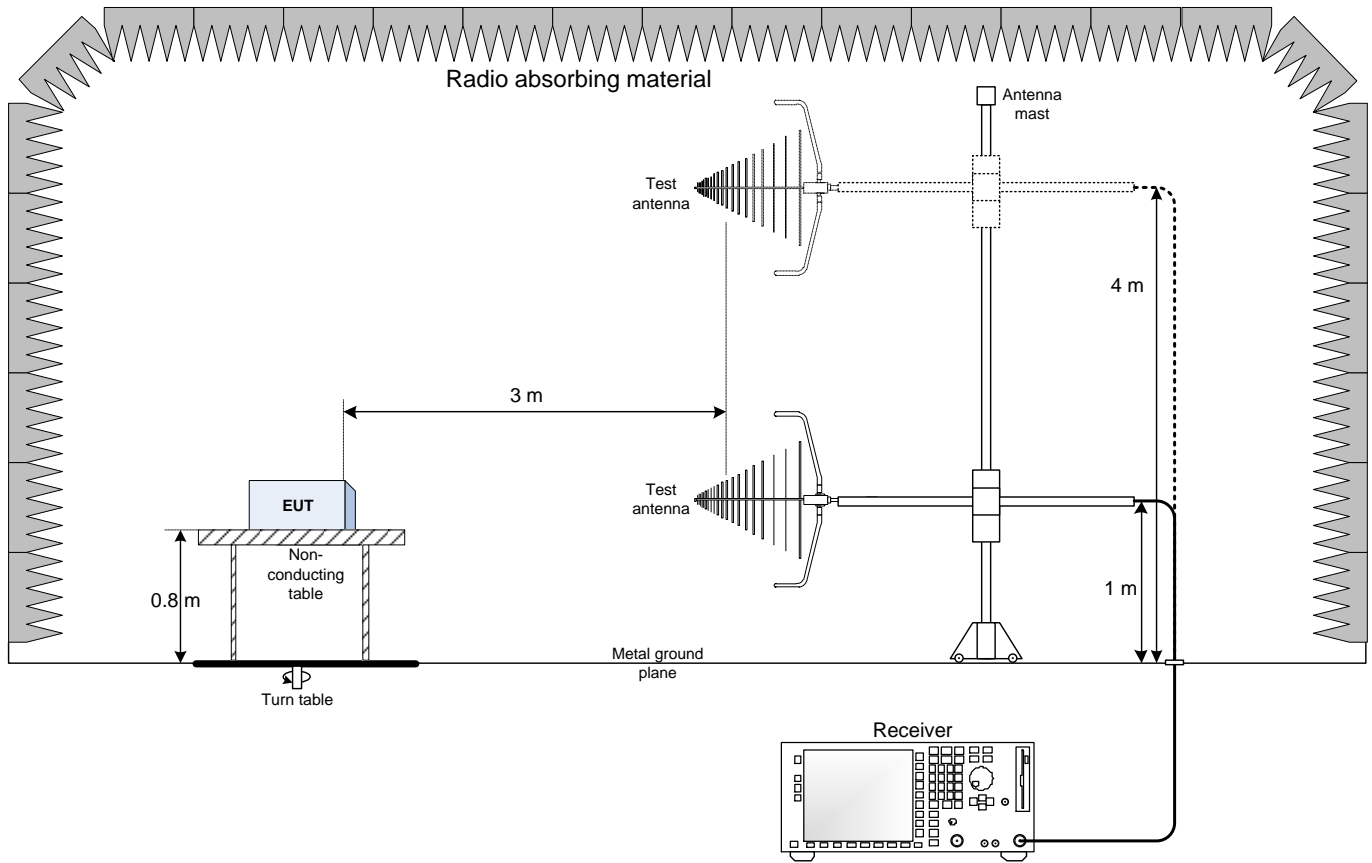 Radio absorbing material
Antenna
mast
Test
antenna
4 m
3 m
EUT
Test
antenna
Non-
conducting
table
0.8 m
1 m
Metal ground
plane
Turn table
Receiver